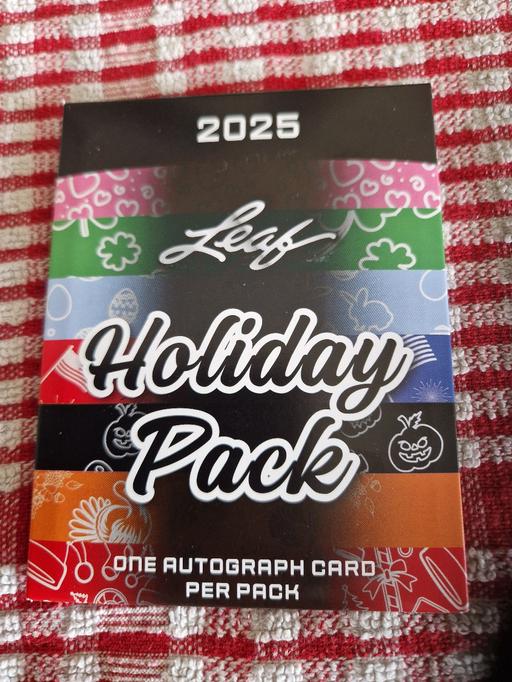 2025
Leaf
Holiday
Pack
ONE AUTOGRAPH CARD
PER PACK